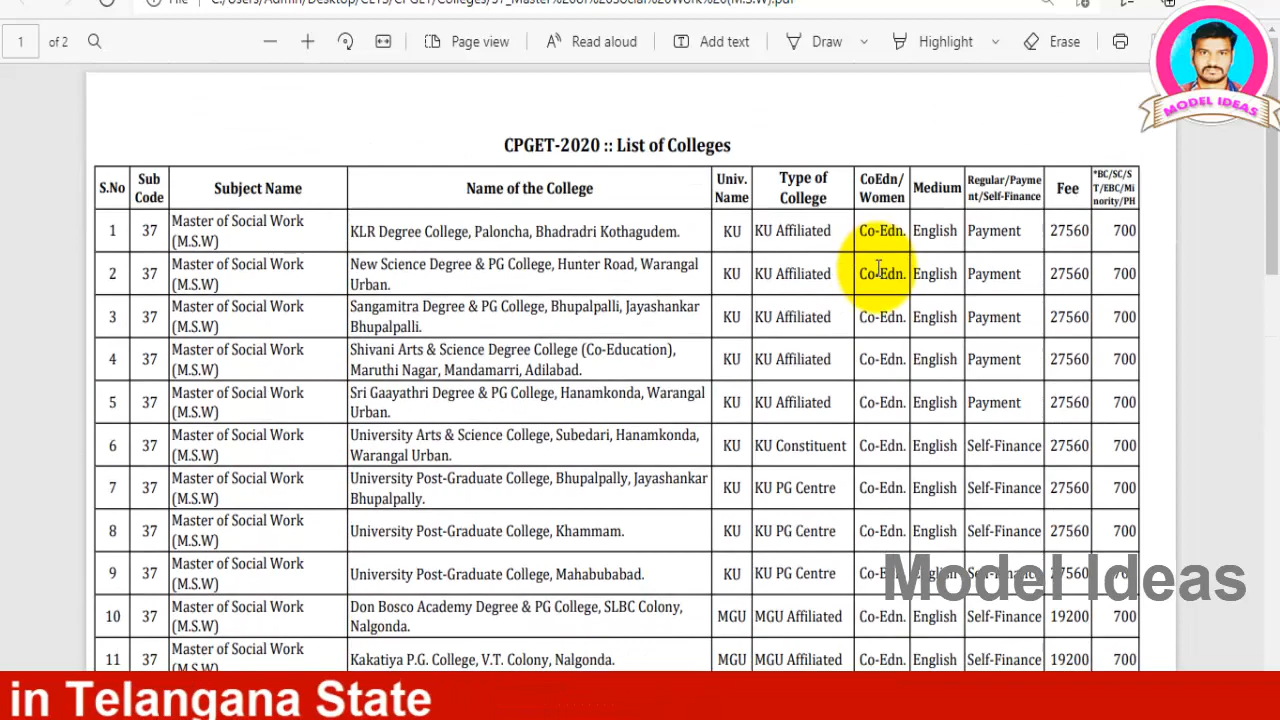 1 of 2 Page view Read aloud Add text Draw Highlight Erase
MODEL IDEAS
CPGET-2020 :: List of Colleges
S.No Sub Code Subject Name Name of the College Univ. Name Type of College CoEdn/ Women Medium Regular/Payme nt/Self-Finance Fee *BC/SC/S T/EBC/Mi nority/PH
1 37 Master of Social Work (M.S.W) KLR Degree College, Paloncha, Bhadradri Kothagudem. KU KU Affiliated Co-Edn. English Payment 27560 700
2 37 Master of Social Work (M.S.W) New Science Degree & PG College, Hunter Road, Warangal Urban. KU KU Affiliated Co-Edn. English Payment 27560 700
3 37 Master of Social Work (M.S.W) Sangamitra Degree & PG College, Bhupalpalli, Jayashankar Bhupalpalli. KU KU Affiliated Co-Edn. English Payment 27560 700
4 37 Master of Social Work (M.S.W) Shivani Arts & Science Degree College (Co-Education), Maruthi Nagar, Mandamarri, Adilabad. KU KU Affiliated Co-Edn. English Payment 27560 700
5 37 Master of Social Work (M.S.W) Sri Gaayathri Degree & PG College, Hanamkonda, Warangal Urban. KU KU Affiliated Co-Edn. English Payment 27560 700
6 37 Master of Social Work (M.S.W) University Arts & Science College, Subedari, Hanamkonda, Warangal Urban. KU KU Constituent Co-Edn. English Self-Finance 27560 700
7 37 Master of Social Work (M.S.W) University Post-Graduate College, Bhupalpally, Jayashankar Bhupalpally. KU KU PG Centre Co-Edn. English Self-Finance 27560 700
8 37 Master of Social Work (M.S.W) University Post-Graduate College, Khammam. KU KU PG Centre Co-Edn. English Self-Finance 27560 700
9 37 Master of Social Work (M.S.W) University Post-Graduate College, Mahabubabad. KU KU PG Centre Co-Edn. English Self-Finance 27560 700
Model Ideas
10 37 Master of Social Work (M.S.W) Don Bosco Academy Degree & PG College, SLBC Colony, Nalgonda. MGU MGU Affiliated Co-Edn. English Self-Finance 19200 700
11 37 Master of Social Work (M.S.W) Kakatiya P.G. College, V.T. Colony, Nalgonda. MGU MGU Affiliated Co-Edn. English Self-Finance 19200 700
in Telangana State